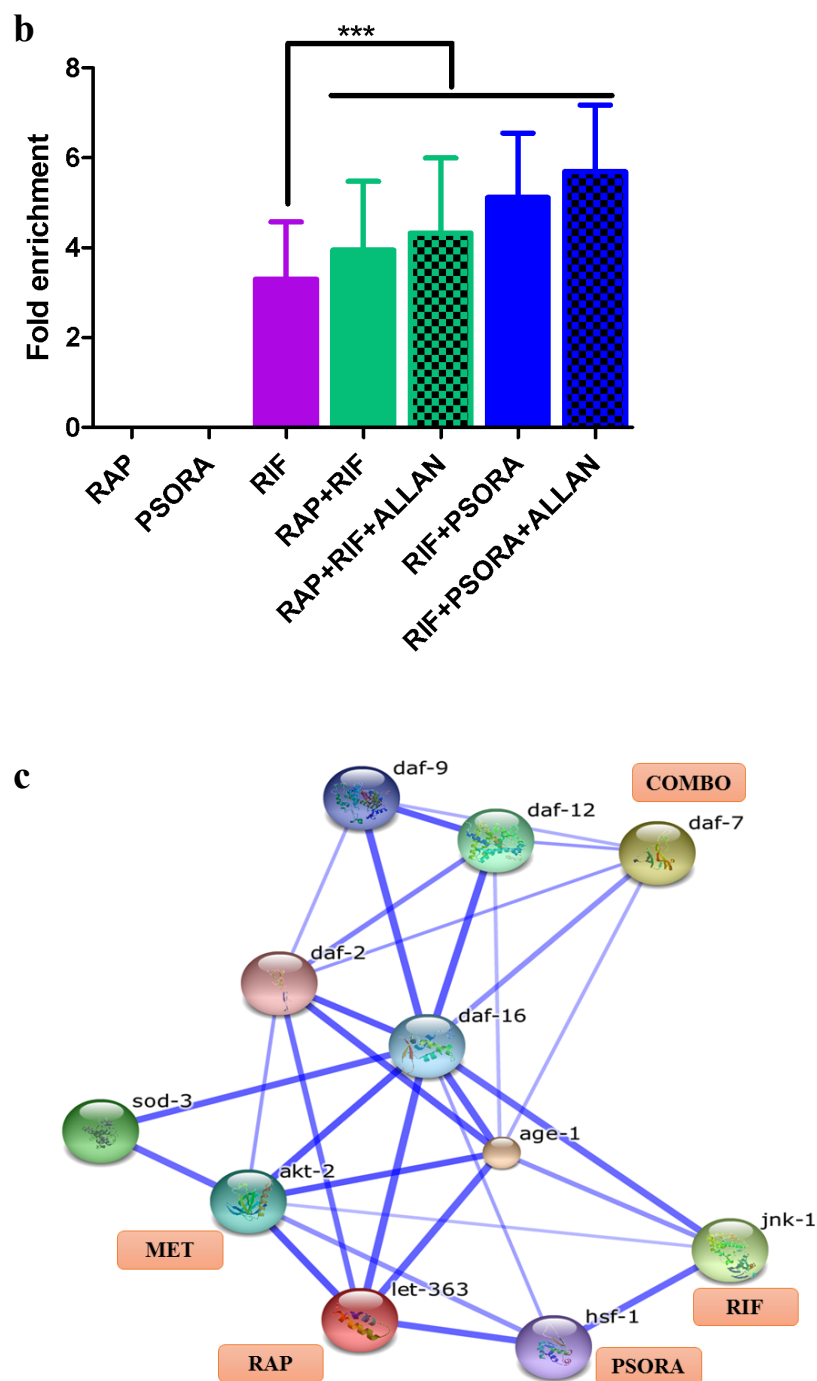 b
***
8
6
4
2
0
Fold enrichment
RAP
PSORA
RIF
RAP+RIF
RAP+RIF+ALLAN
RIF+PSORA
RIF+PSORA+ALLAN
c
daf-9
COMBO
daf-12
daf-7
daf-2
daf-16
sod-3
age-1
akt-2
jnk-1
MET
let-363
hsf-1
RIF
RAP
PSORA